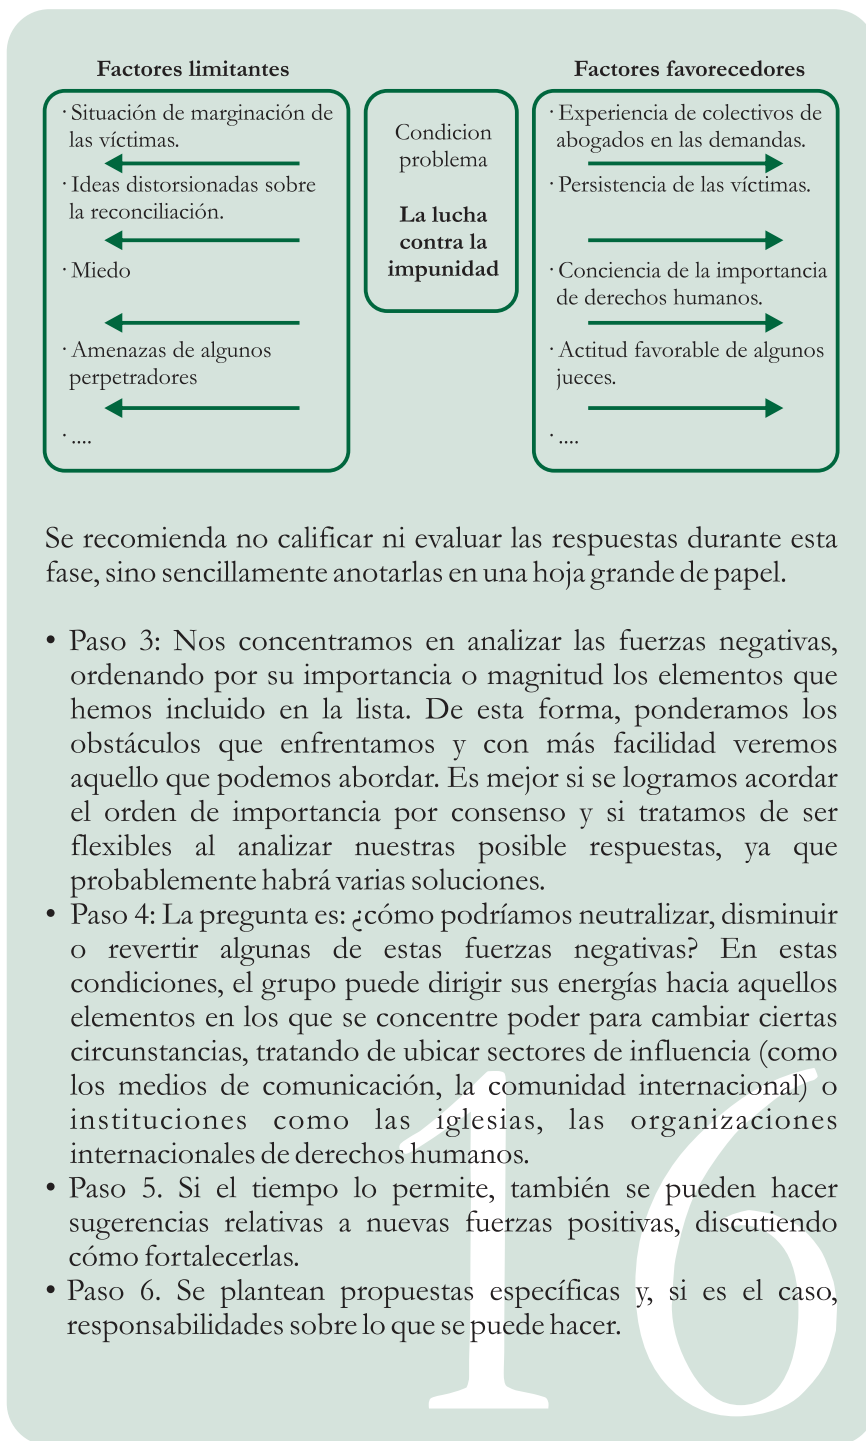 Factores limitantes
· Situación de marginación de
las víctimas.
· Ideas distorsionadas sobre
la reconciliación.
· Miedo
· Amenazas de algunos
perpetradores
· ....
Condicion
problema
La lucha
contra la
impunidad
Factores favorecedores
· Experiencia de colectivos de
abogados en las demandas.
· Persistencia de las víctimas.
· Conciencia de la importancia
de derechos humanos.
· Actitud favorable de algunos
jueces.
· ....
Se recomienda no calificar ni evaluar las respuestas durante esta
fase, sino sencillamente anotarlas en una hoja grande de papel.
• Paso 3: Nos concentramos en analizar las fuerzas negativas,
ordenando por su importancia o magnitud los elementos que
hemos incluido en la lista. De esta forma, ponderamos los
obstáculos que enfrentamos y con más facilidad veremos
aquello que podemos abordar. Es mejor si se logramos acordar
el orden de importancia por consenso y si tratamos de ser
flexibles al analizar nuestras posible respuestas, ya que
probablemente habrá varias soluciones.
• Paso 4: La pregunta es: ¿cómo podríamos neutralizar, disminuir
o revertir algunas de estas fuerzas negativas? En estas
condiciones, el grupo puede dirigir sus energías hacia aquellos
elementos en los que se concentre poder para cambiar ciertas
circunstancias, tratando de ubicar sectores de influencia (como
los medios de comunicación, la comunidad internacional) o
instituciones como las iglesias, las organizaciones
internacionales de derechos humanos.
• Paso 5. Si el tiempo lo permite, también se pueden hacer
sugerencias relativas a nuevas fuerzas positivas, discutiendo
cómo fortalecerlas.
• Paso 6. Se plantean propuestas específicas y, si es el caso,
responsabilidades sobre lo que se puede hacer.
16